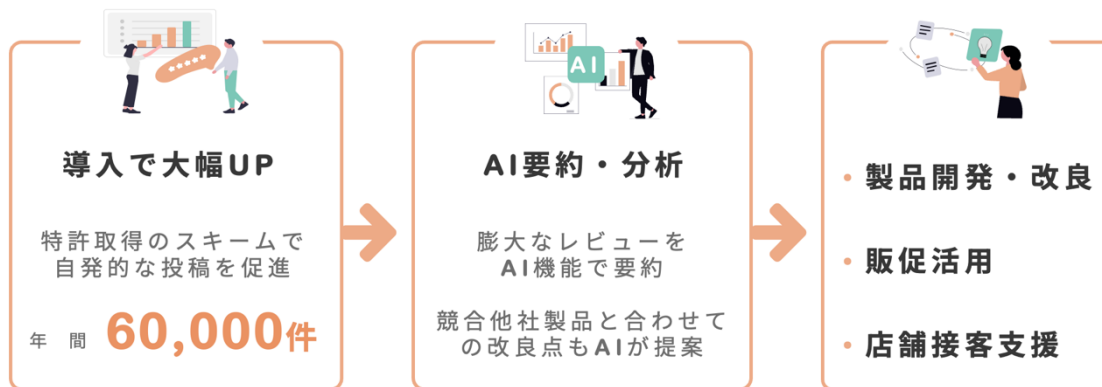 導入で大幅UP
特許取得のスキームで
自発的な投稿を促進
年 間 60,000件
AI
AI要約・分析
膨大なレビューを
AI機能で要約
競合他社製品と合わせて
の改良点もAIが提案
・製品開発・改良
・販促活用
・店舗接客支援